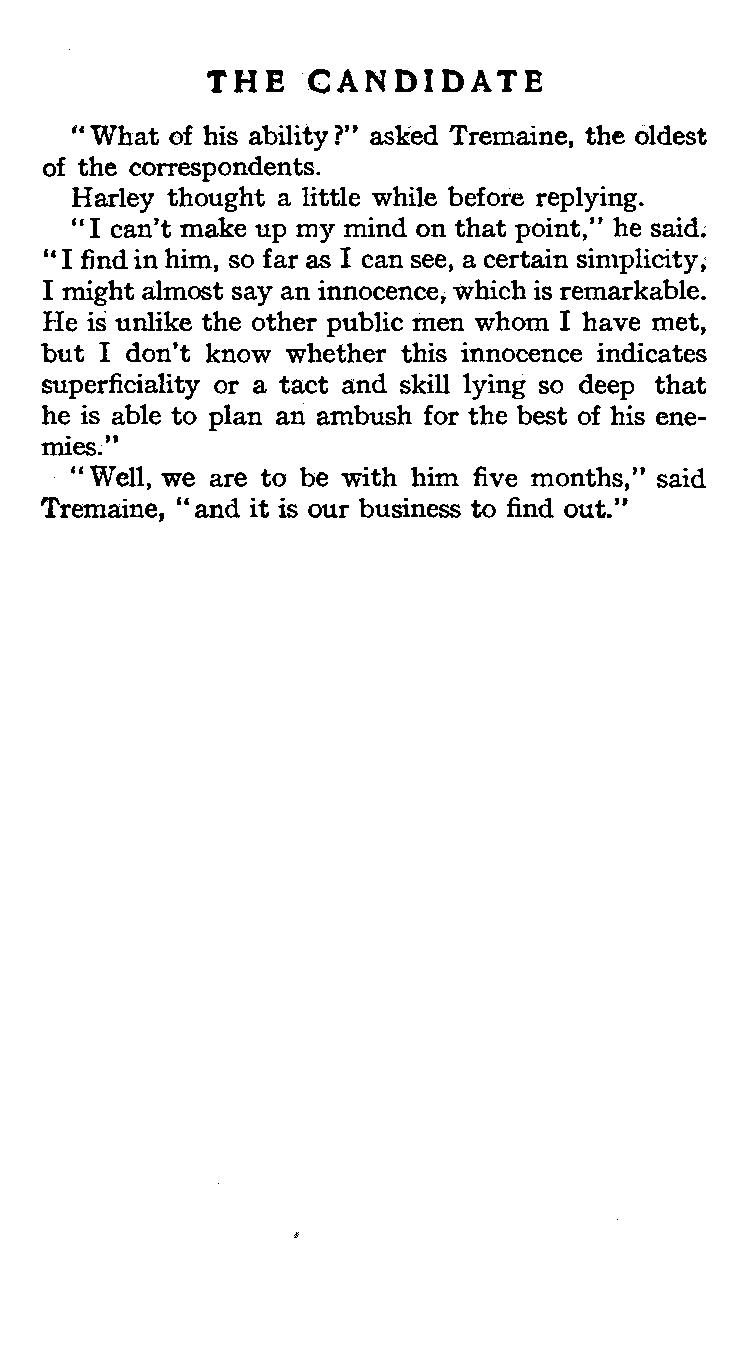 THE CANDIDATE
"What of his ability?" asked Tremaine, the oldest
of the correspondents.
Harley thought a little while before replying.
"I can't make up my mind on that point," he said.
"I find in him, so far as I can see, a certain simplicity,
I might almost say an innocence, which is remarkable.
He is unlike the other public men whom I have met,
but I don't know whether this innocence indicates
superficiality or a tact and skill lying so deep that
he is able to plan an ambush for the best of his ene-
mies."
"Well, we are to be with him five months," said
Tremaine, "and it is our business to find out."